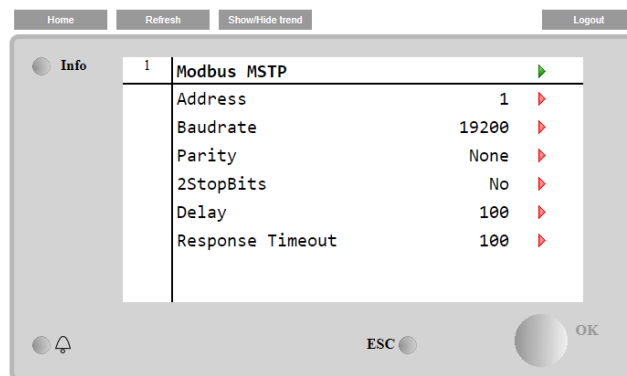 Home Refresh Show/Hide trend Logout
Info
1 Modbus MSTP
Address 1
Baudrate 19200
Parity None
2StopBits No
Delay 100
Response Timeout 100
ESC OK